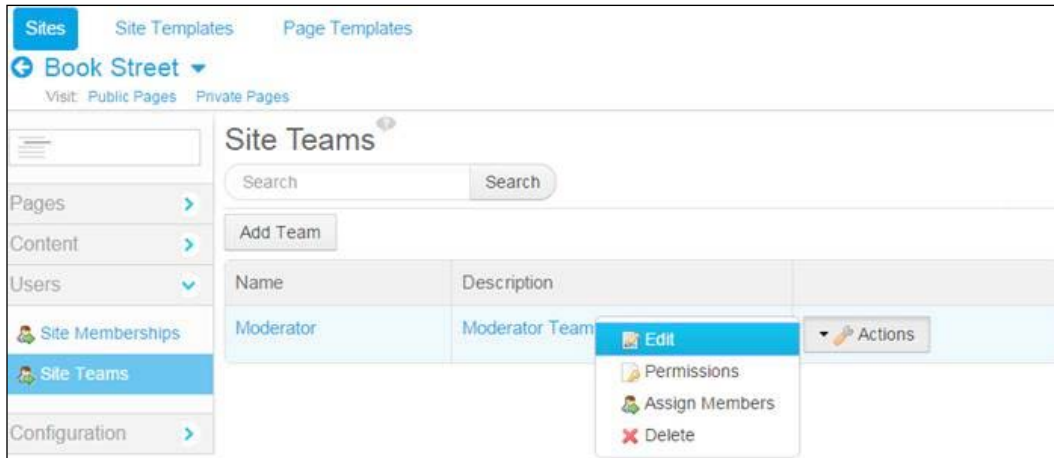 Sites Site Templates Page Templates
Book Street
Visit: Public Pages Private Pages
Site Teams
Search Search
Pages
Content
Users
Site Memberships
Site Teams
Configuration
Add Team
Name Description
Moderator Moderator Team Actions
Edit
Permissions
Assign Members
Delete